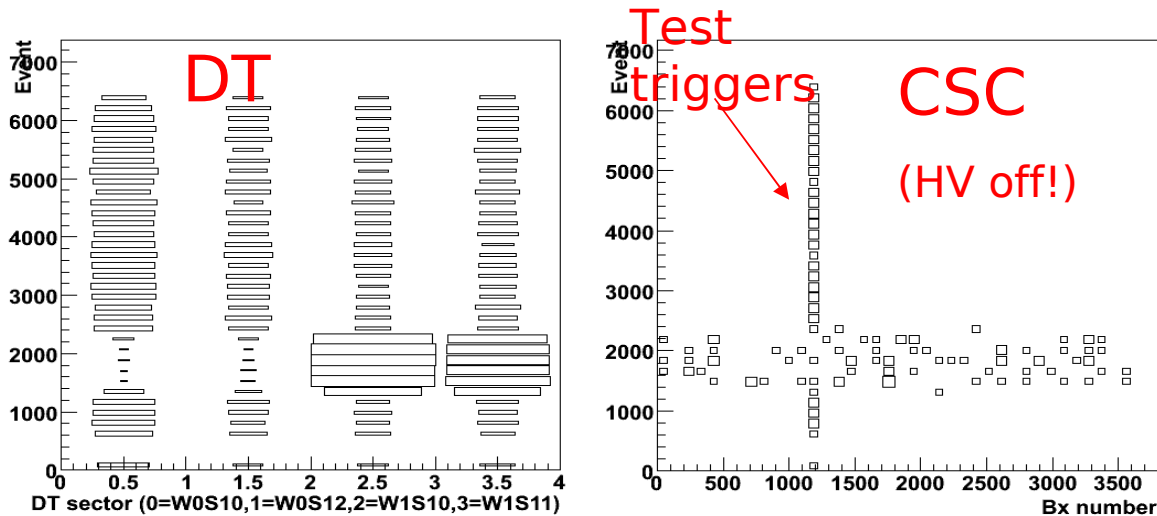 DT
Event
7000
6000
5000
4000
3000
2000
1000
0
0 0.5 1 1.5 2 2.5 3 3.5 4
DT sector (0=W0S10,1=W0S12,2=W1S10,3=W1S11)
Test
triggers
CSC
(HV off!)
Event
7000
6000
5000
4000
3000
2000
1000
0
0 500 1000 1500 2000 2500 3000 3500
Bx number